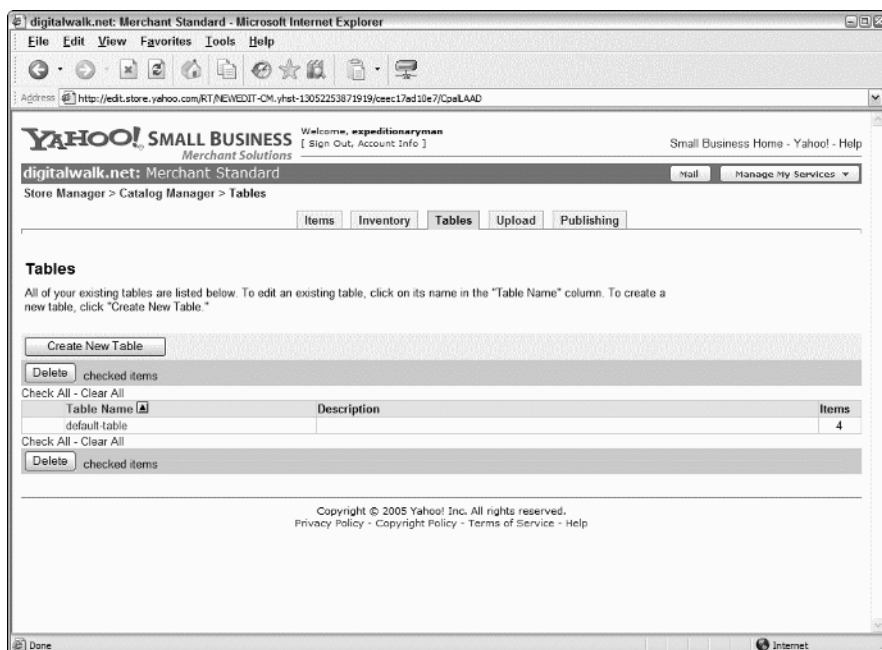 digitalwalk.net: Merchant Standard - Microsoft Internet Explorer
File Edit View Favorites Tools Help
Address http://edit.store.yahoo.com/RT/NEWEDIT-CM.yhst-13052253871919/ceec17ad10e7/CpalLAAD
YAHOO! SMALL BUSINESS
Merchant Solutions
Welcome, expeditionaryman
[ Sign Out, Account Info ]
Small Business Home - Yahoo! - Help
digitalwalk.net: Merchant Standard
Mail Manage My Services
Store Manager > Catalog Manager > Tables
Items Inventory Tables Upload Publishing
Tables
All of your existing tables are listed below. To edit an existing table, click on its name in the "Table Name" column. To create a
new table, click "Create New Table."
Create New Table
Delete checked items
Check All - Clear All
Table Name Description Items
default-table 4
Check All - Clear All
Delete checked items
Copyright © 2005 Yahoo! Inc. All rights reserved.
Privacy Policy - Copyright Policy - Terms of Service - Help
Done Internet